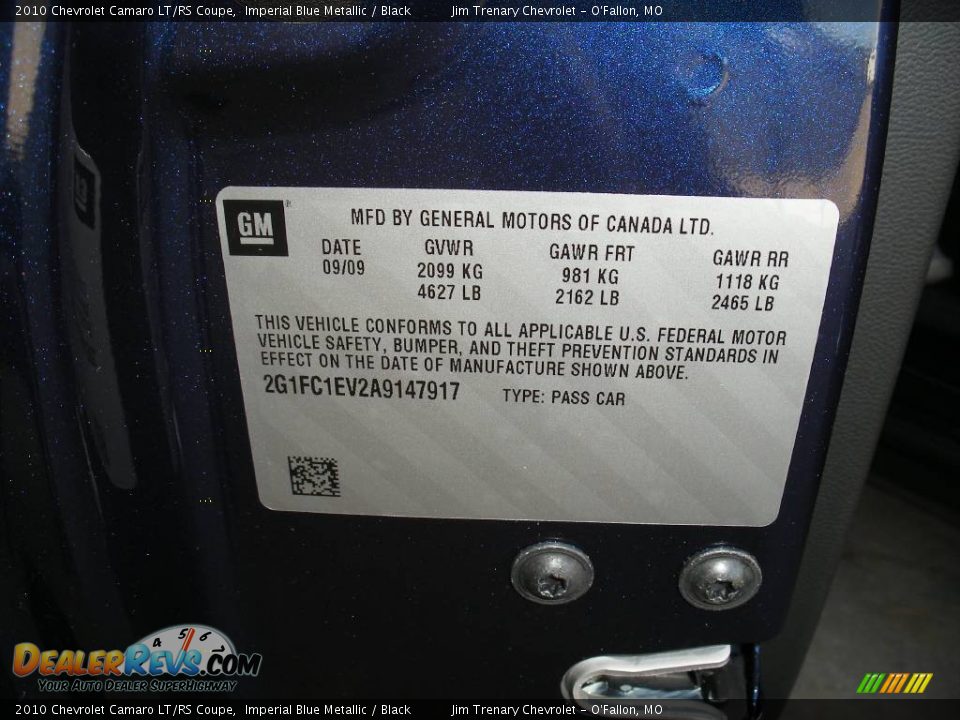 2010 Chevrolet Camaro LT/RS Coupe, Imperial Blue Metallic / Black Jim Trenary Chevrolet - O'Fallon, MO
GM ®
MFD BY GENERAL MOTORS OF CANADA LTD.
DATE GVWR GAWR FRT GAWR RR
09/09 2099 KG 981 KG 1118 KG
4627 LB 2162 LB 2465 LB
THIS VEHICLE CONFORMS TO ALL APPLICABLE U.S. FEDERAL MOTOR
VEHICLE SAFETY, BUMPER, AND THEFT PREVENTION STANDARDS IN
EFFECT ON THE DATE OF MANUFACTURE SHOWN ABOVE.
2G1FC1EV2A9147917 TYPE: PASS CAR
4 5 6
DEALERREVS.COM
YOUR AUTO DEALER SUPERHIGHWAY
2010 Chevrolet Camaro LT/RS Coupe, Imperial Blue Metallic / Black Jim Trenary Chevrolet - O'Fallon, MO